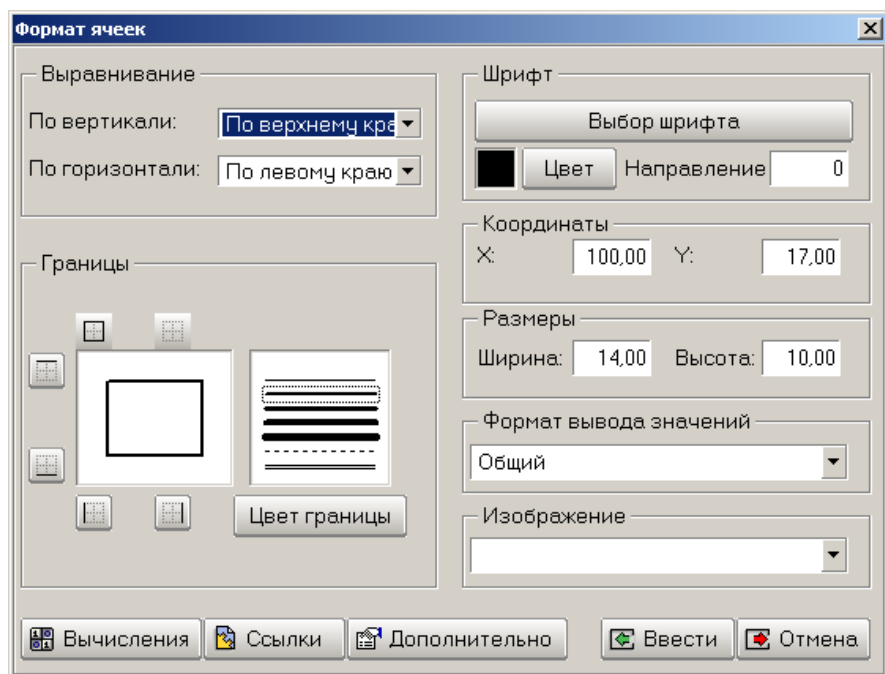 Формат ячеек
Выравнивание
По вертикали:
По верхнему кра
По горизонтали:
По левому краю
Границы
Цвет границы
Шрифт
Выбор шрифта
Цвет
Направление
0
Координаты
X:
100,00
Y:
17,00
Размеры
Ширина:
14,00
Высота:
10,00
Формат вывода значений
Общий
Изображение
Вычисления
Ссылки
Дополнительно
Ввести
Отмена